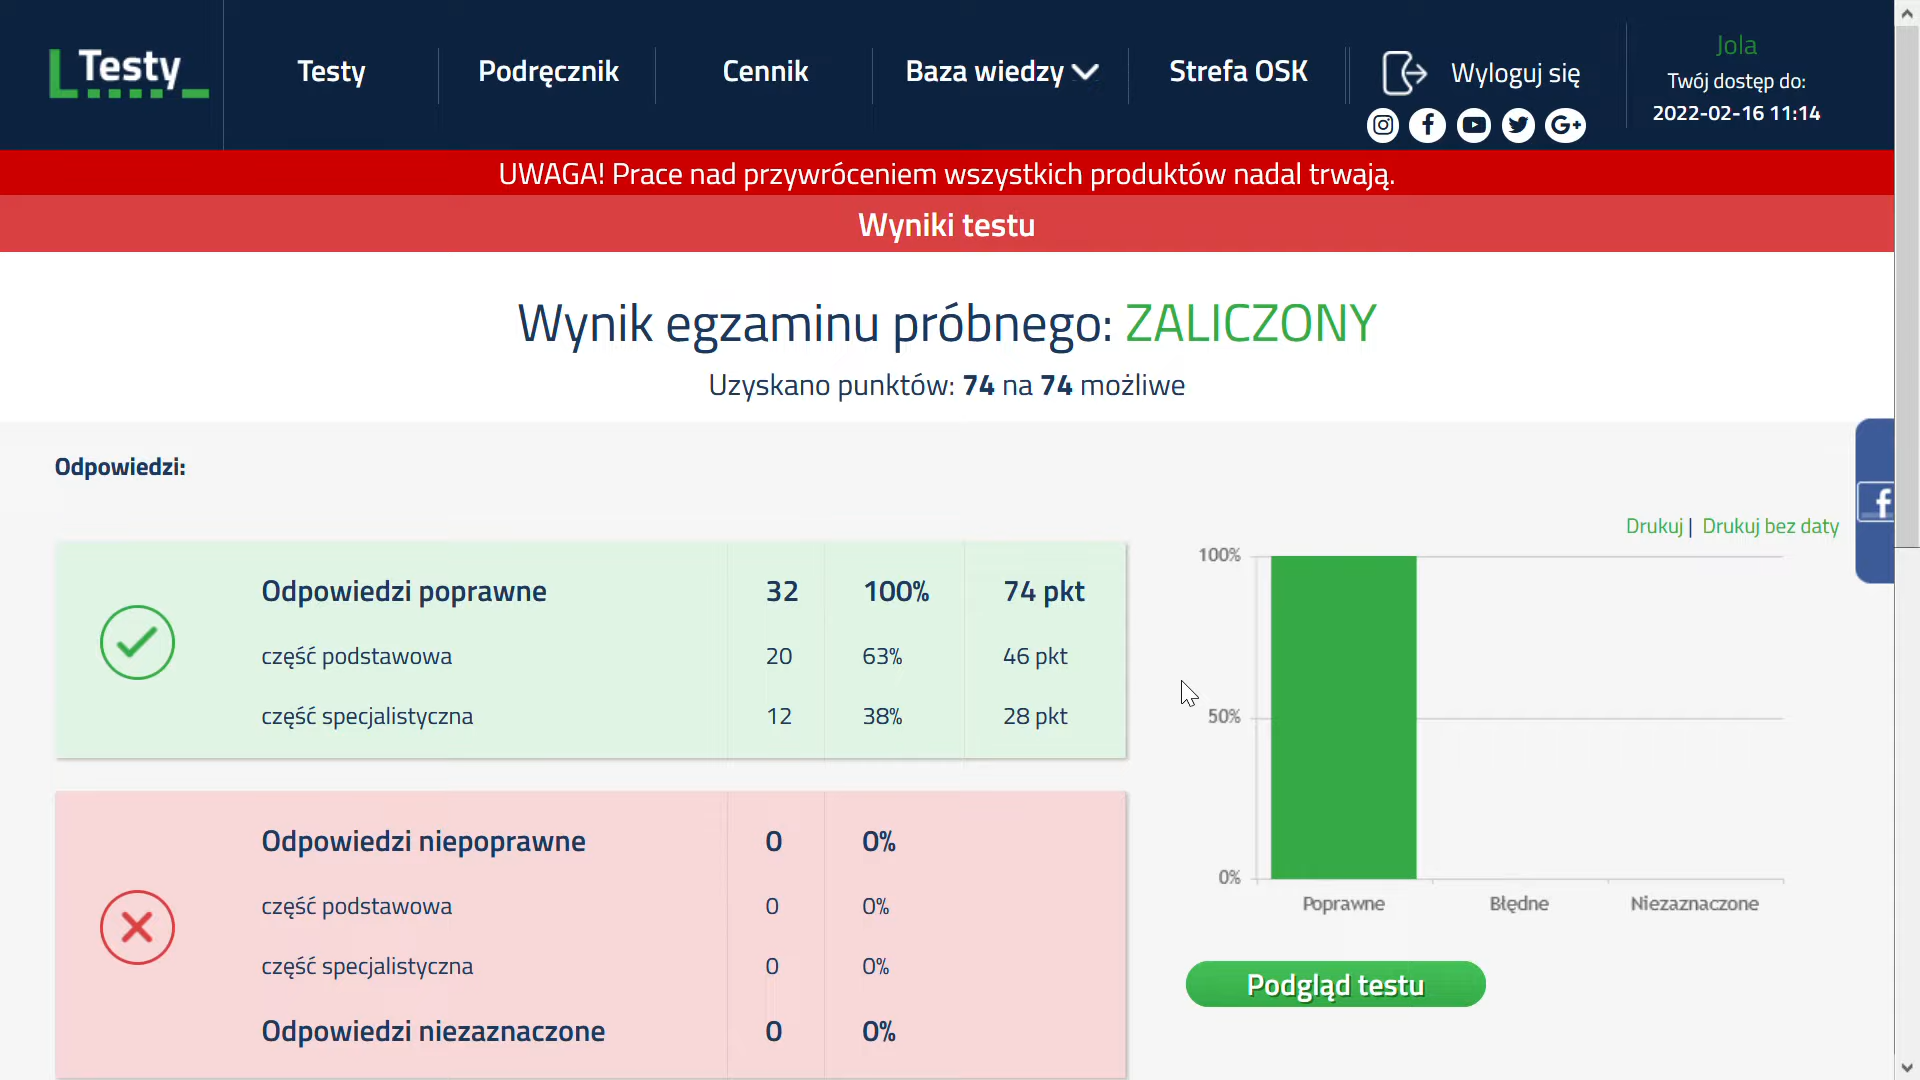 L Testy
Testy
Podręcznik
Cennik
Baza wiedzy
Strefa OSK
Wyloguj się
Jola
Twój dostęp do:
2022-02-16 11:14
UWAGA! Prace nad przywróceniem wszystkich produktów nadal trwają.
Wyniki testu
Wynik egzaminu próbnego: ZALICZONY
Uzyskano punktów: 74 na 74 możliwe
Odpowiedzi:
Drukuj | Drukuj bez daty
Odpowiedzi poprawne 32 100% 74 pkt
część podstawowa 20 63% 46 pkt
część specjalistyczna 12 38% 28 pkt
Odpowiedzi niepoprawne 0 0%
część podstawowa 0 0%
część specjalistyczna 0 0%
Odpowiedzi niezaznaczone 0 0%
100%
50%
0%
Poprawne Błędne Niezaznaczone
Podgląd testu